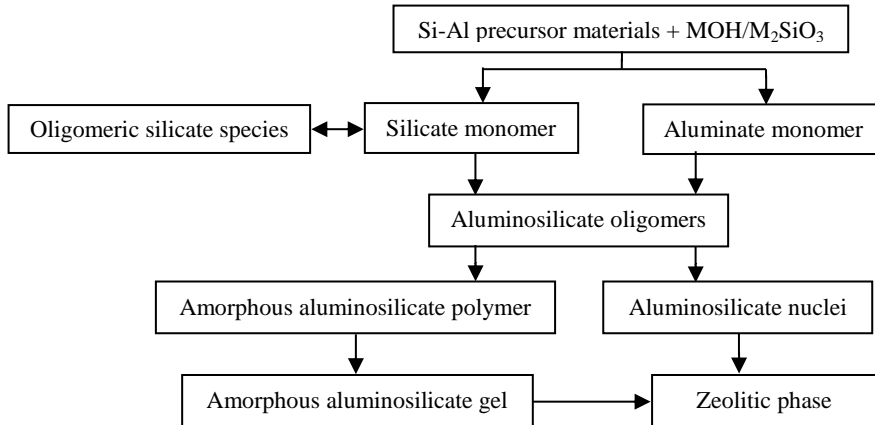 Si-Al precursor materials + MOH/M₂SiO₃
Oligomeric silicate species
Silicate monomer
Aluminate monomer
Aluminosilicate oligomers
Amorphous aluminosilicate polymer
Aluminosilicate nuclei
Amorphous aluminosilicate gel
Zeolitic phase